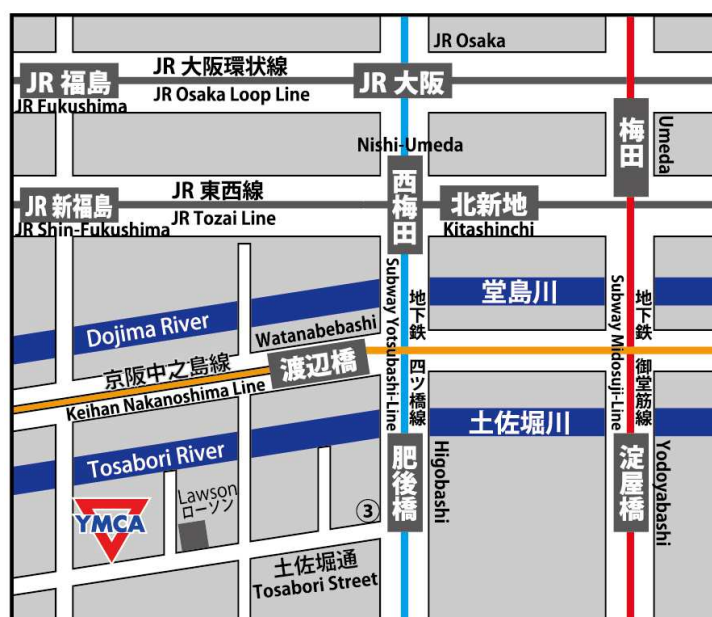 JR Osaka
JR 大阪環状線
JR 福島
JR 大阪
JR Fukushima
JR Osaka Loop Line
梅田
Umeda
Nishi-Umeda
西梅田
JR 東西線
JR 新福島
北新地
JR Shin-Fukushima
JR Tozai Line
Kitashinchi
Subway Yotsubashi-Line
地下鉄 四ツ橋線
堂島川
Subway Midosuji-Line
地下鉄 御堂筋線
Dojima River
Watanabebashi
渡辺橋
京阪中之島線
Keihan Nakanoshima Line
土佐堀川
Tosabori River
肥後橋
Higobashi
淀屋橋
Yodoyabashi
Lawson
ローソン
③
YMCA
土佐堀通
Tosabori Street